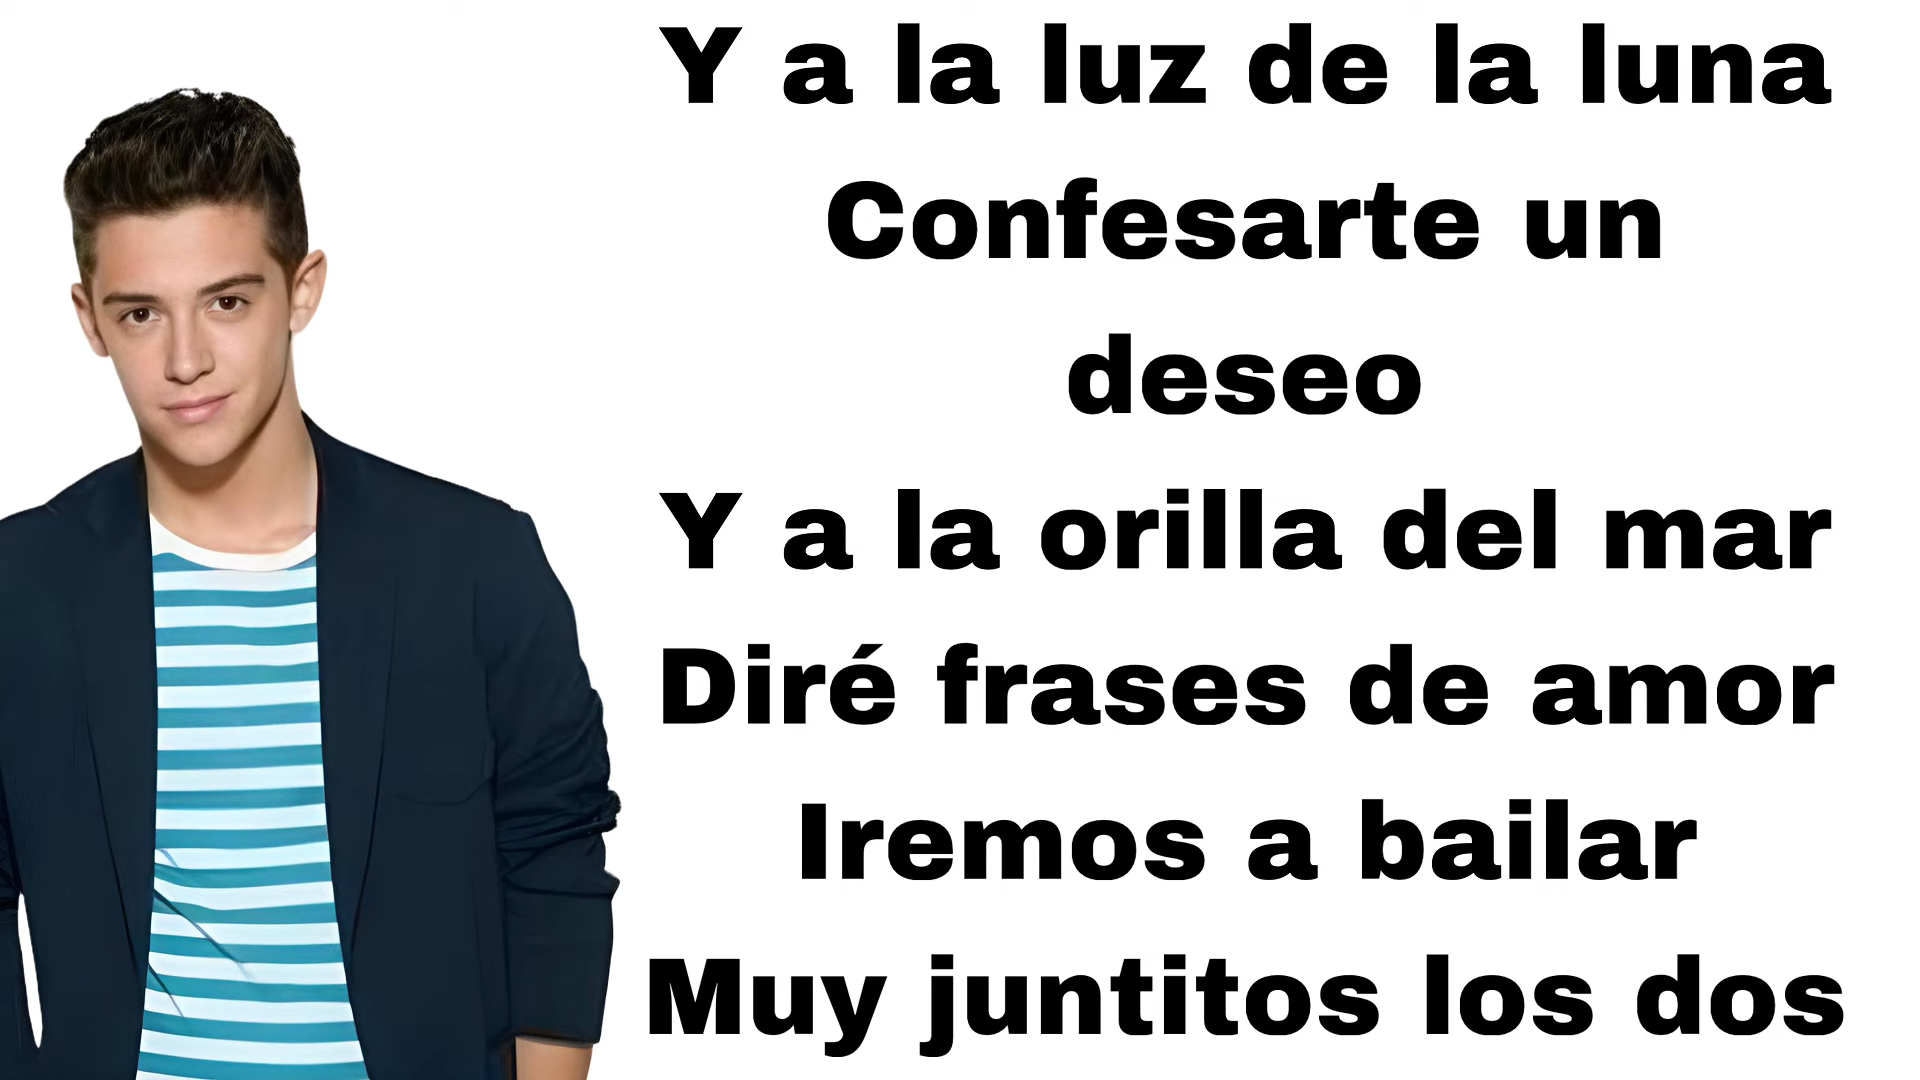 Y a la luz de la luna
Confesarte un
deseo
Y a la orilla del mar
Diré frases de amor
Iremos a bailar
Muy juntitos los dos